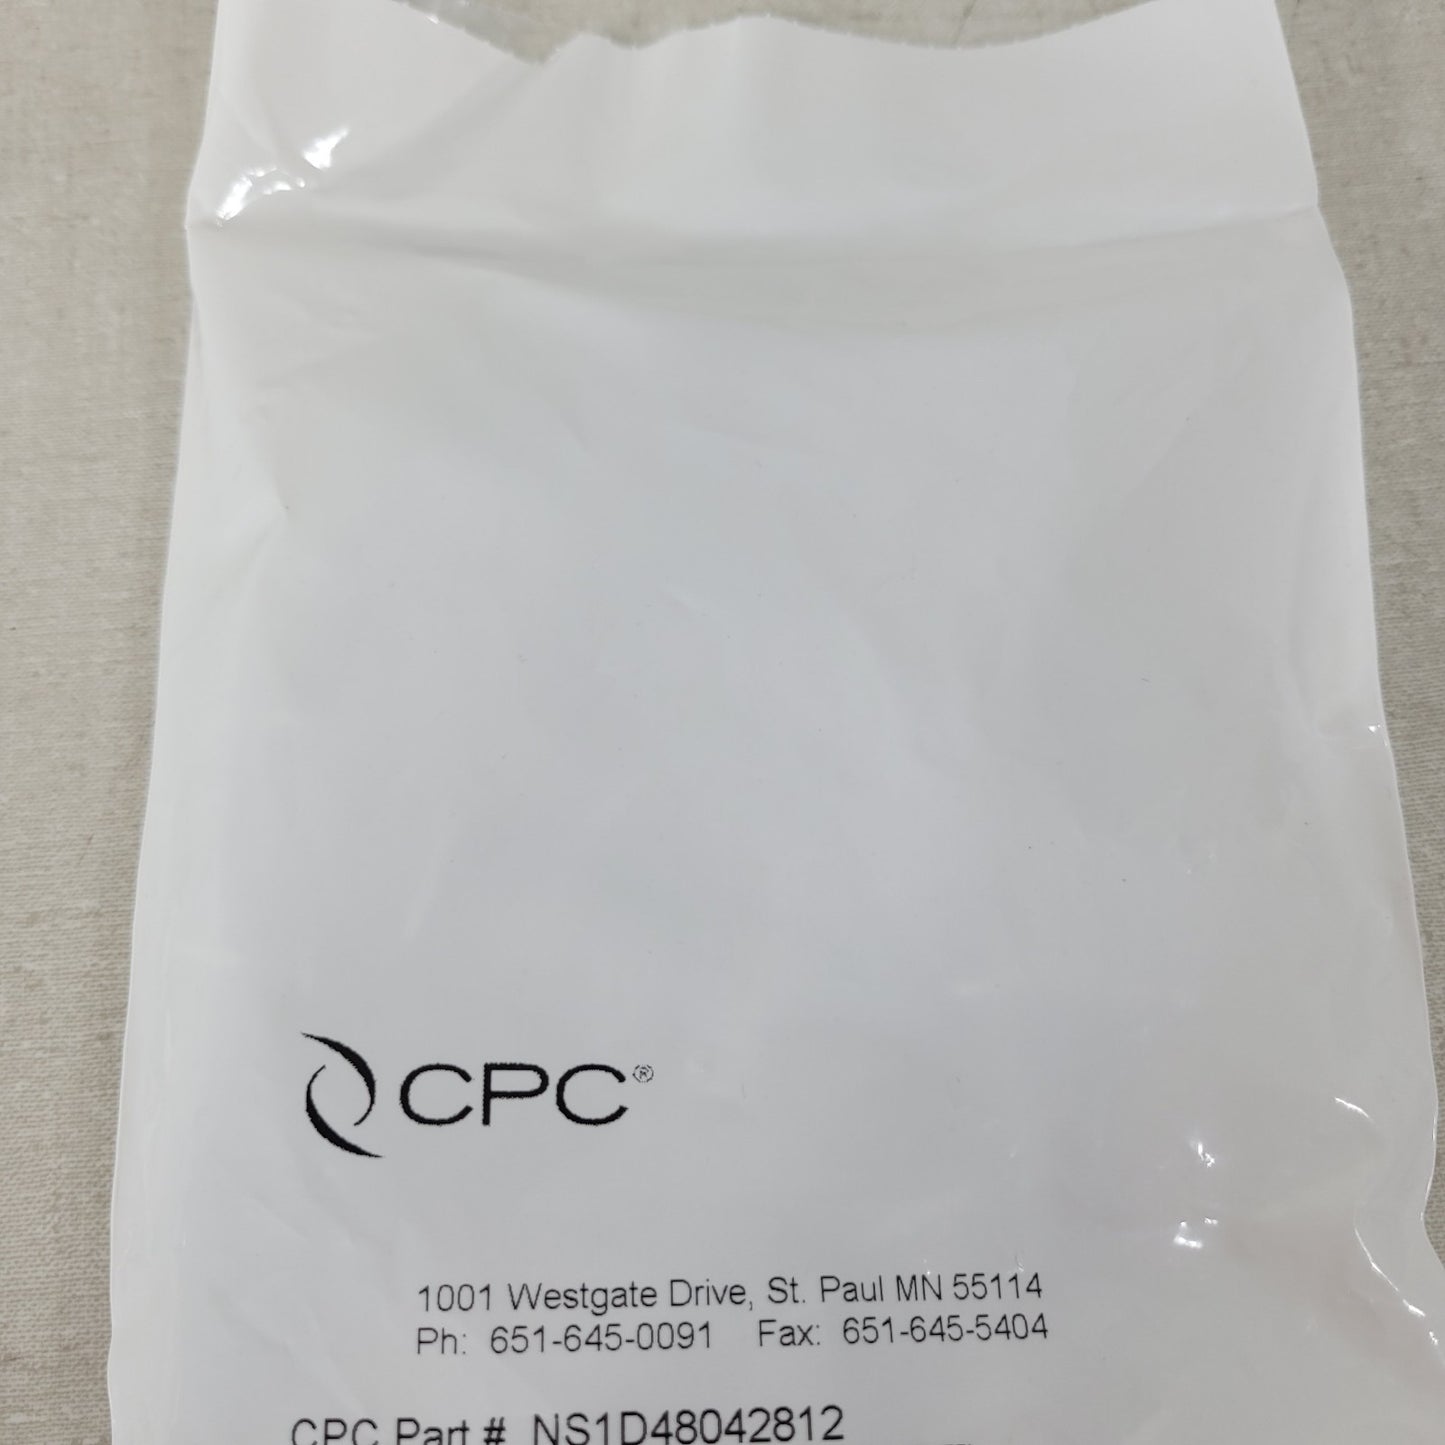 CPC®
1001 Westgate Drive, St. Paul MN 55114
Ph: 651-645-0091 Fax: 651-645-5404
CPC Part # NS1D48042812